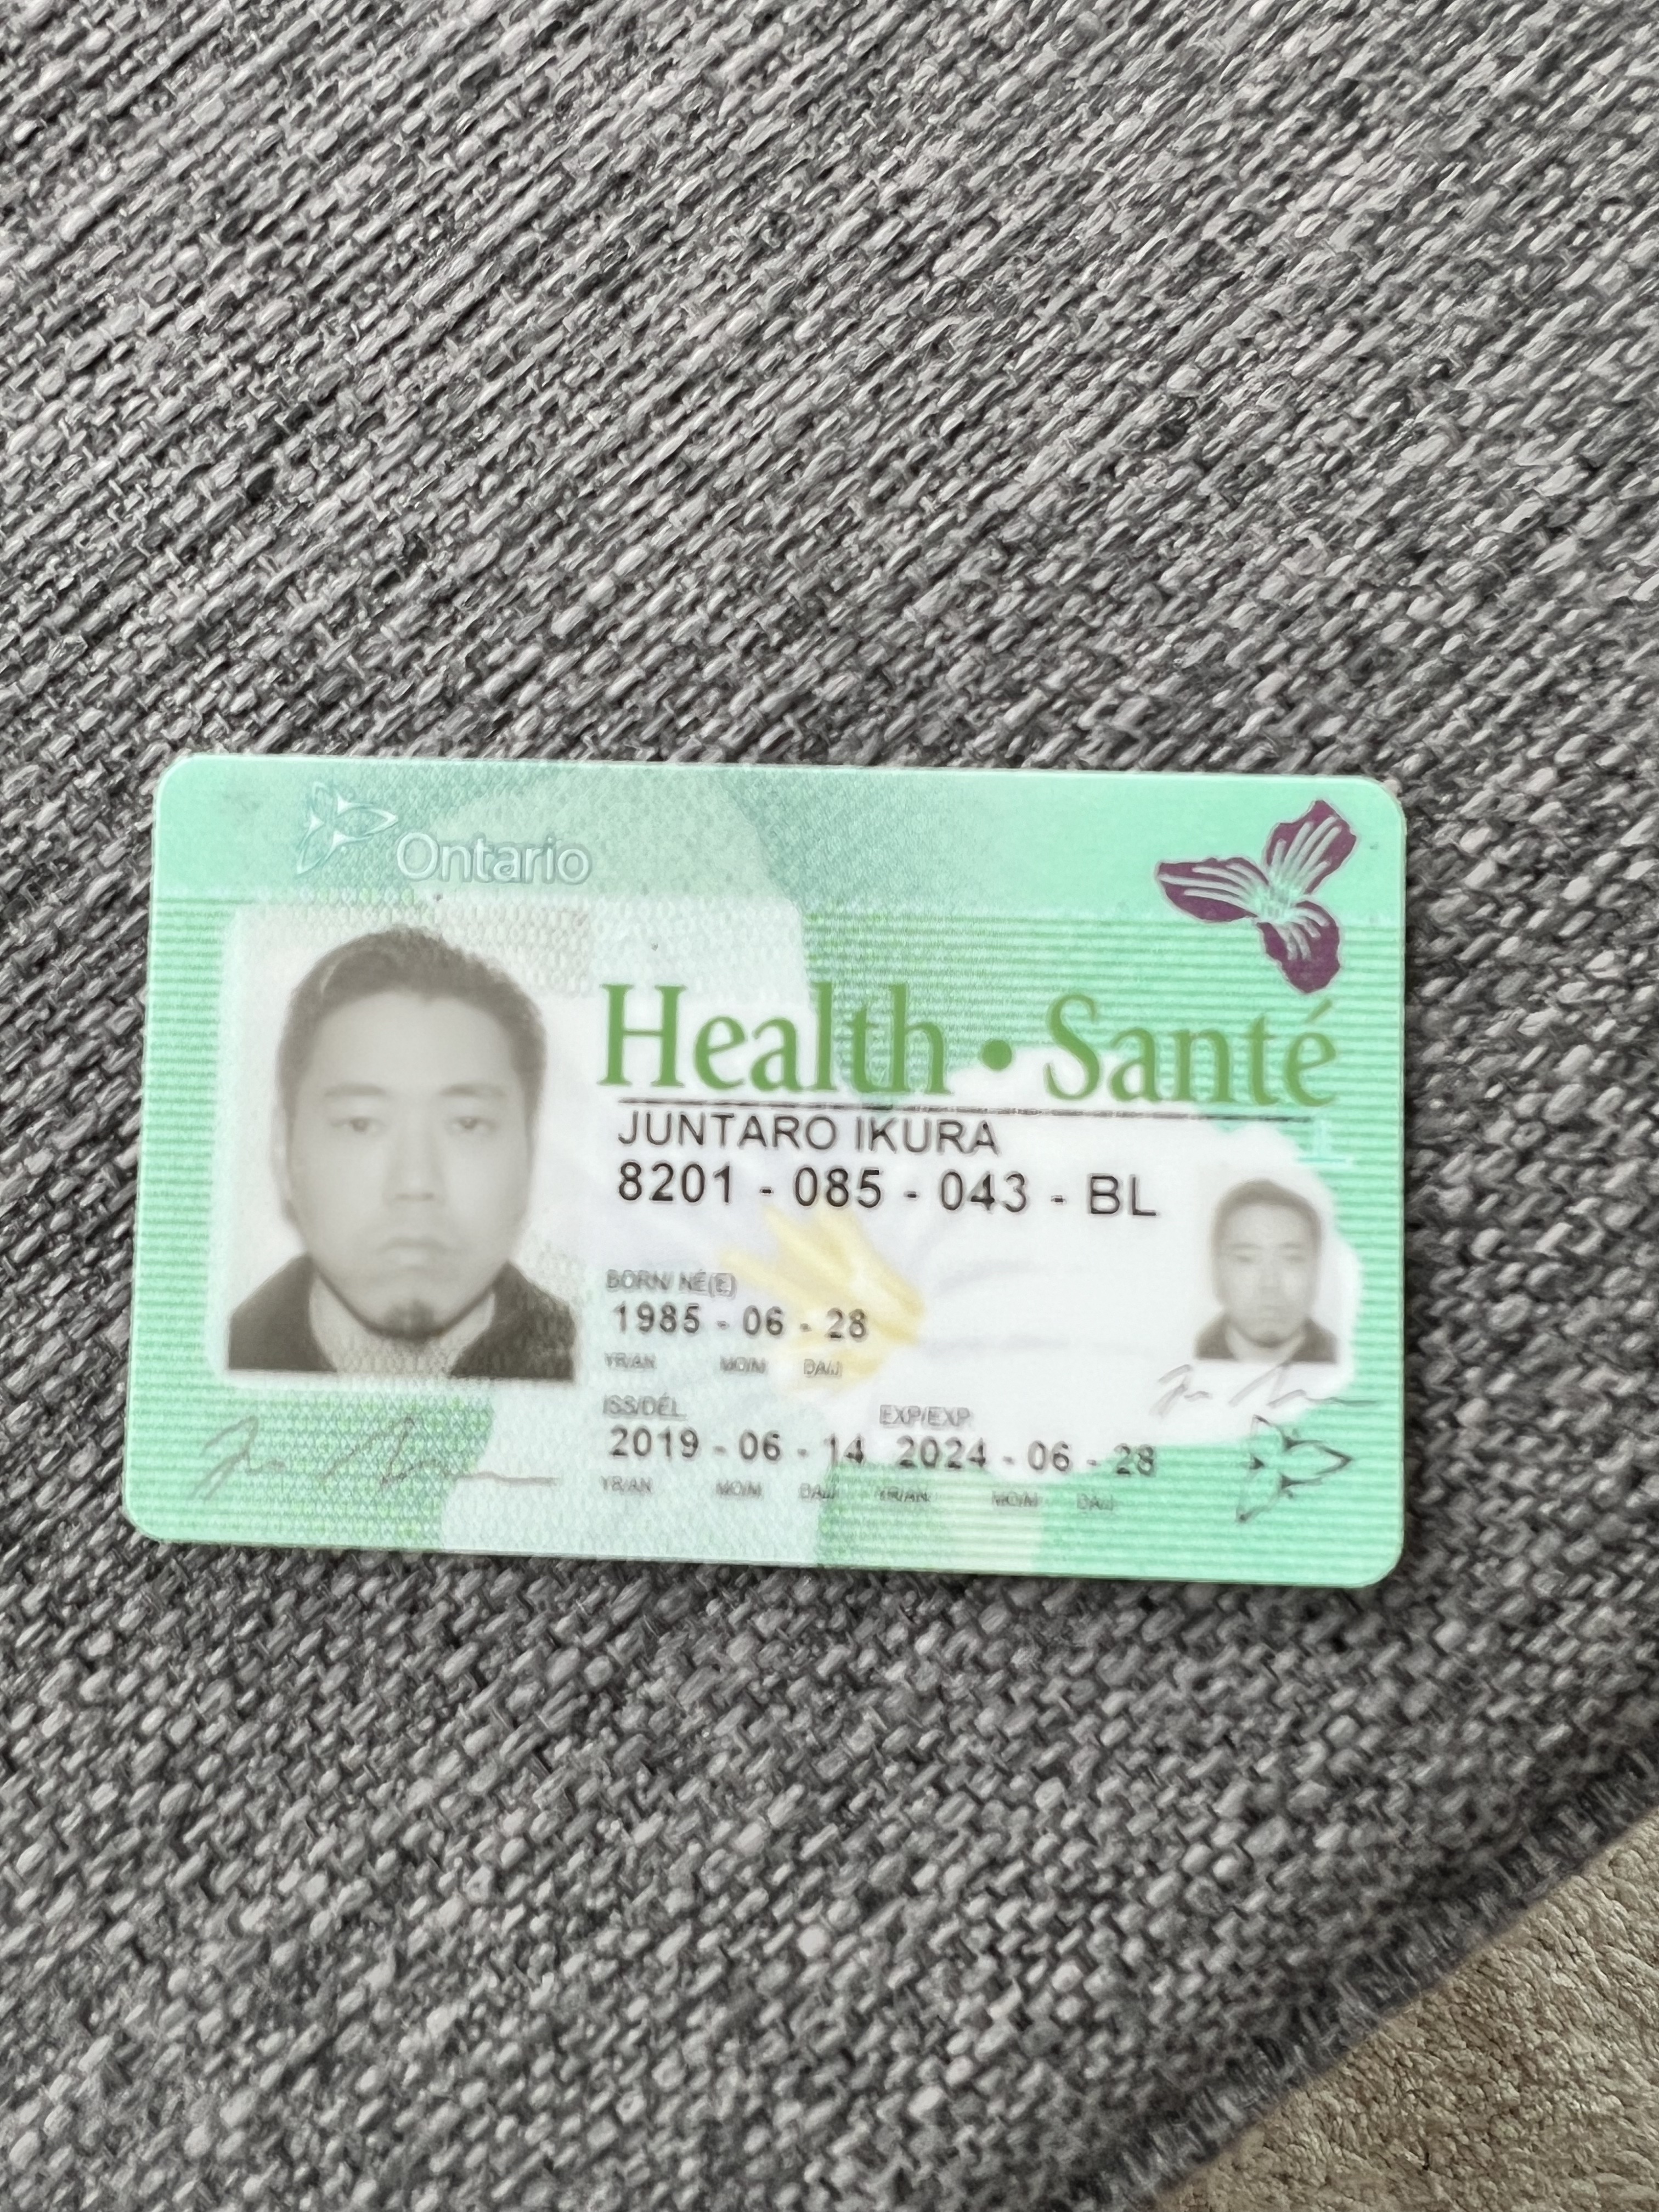 Ontario
Health • Santé
JUNTARO IKURA
8201 - 085 - 043 - BL
BORN/ NÉ(E)
1985 - 06 - 28
YR/AN MO/M DA/J
ISS/DÉL. EXP/EXP.
2019 - 06 - 14 2024 - 06 - 28
YR/AN MO/M DA/J YR/AN MO/M DA/J